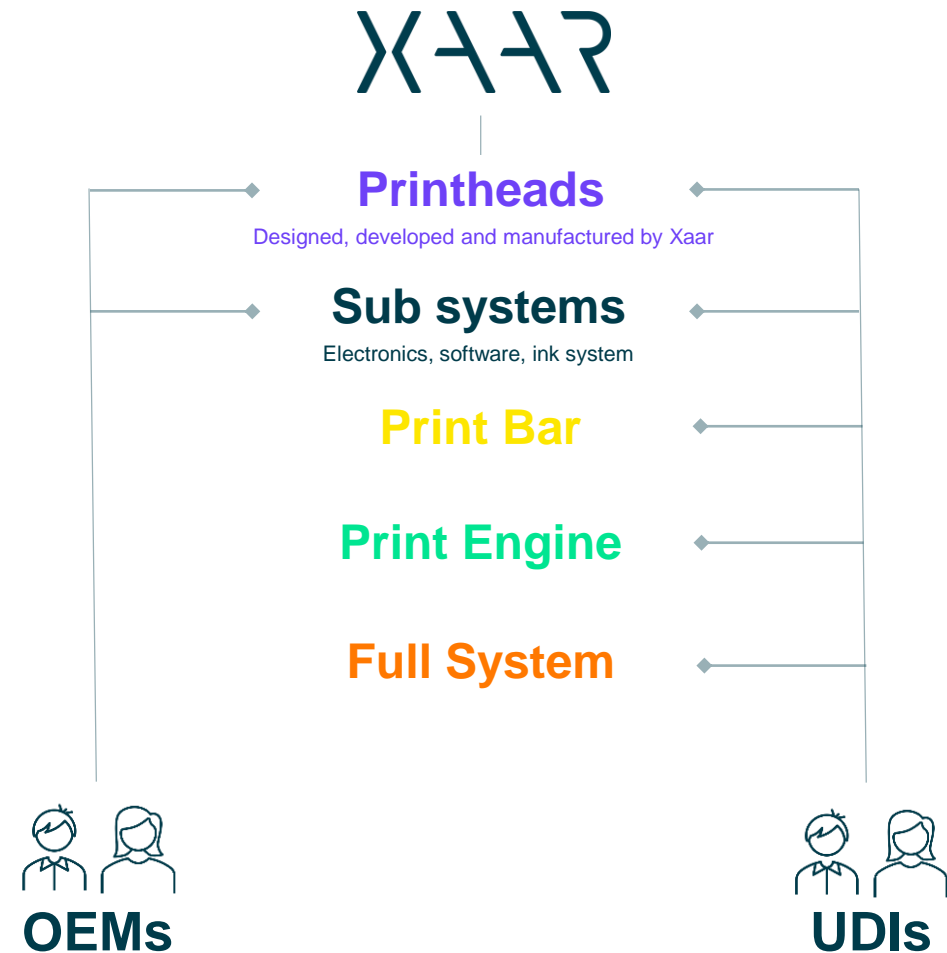 XAAR
Printheads
Designed, developed and manufactured by Xaar
Sub systems
Electronics, software, ink system
Print Bar
Print Engine
Full System
OEMs
UDIs